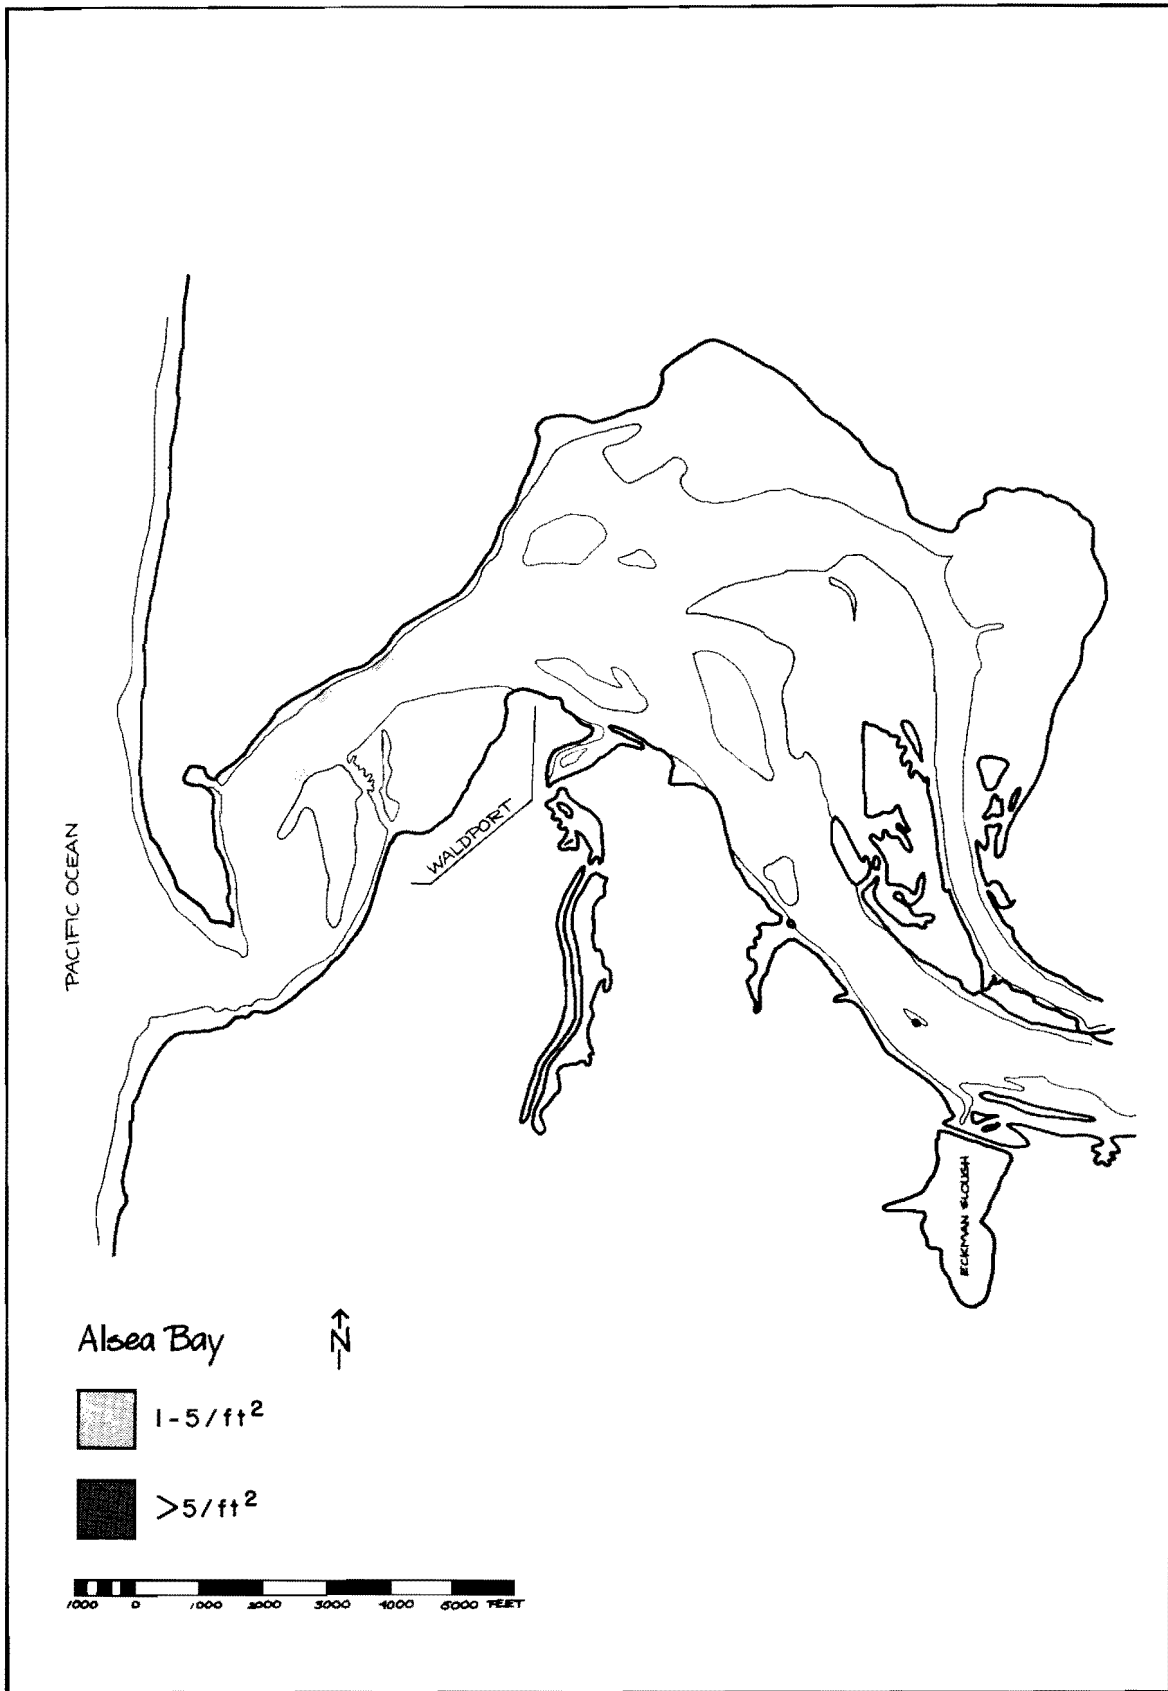 PACIFIC OCEAN
WALDPORT
ECKMAN SLOUGH
Alsea Bay
N
1-5/ft²
>5/ft²
1000 0 1000 2000 3000 4000 5000 FEET